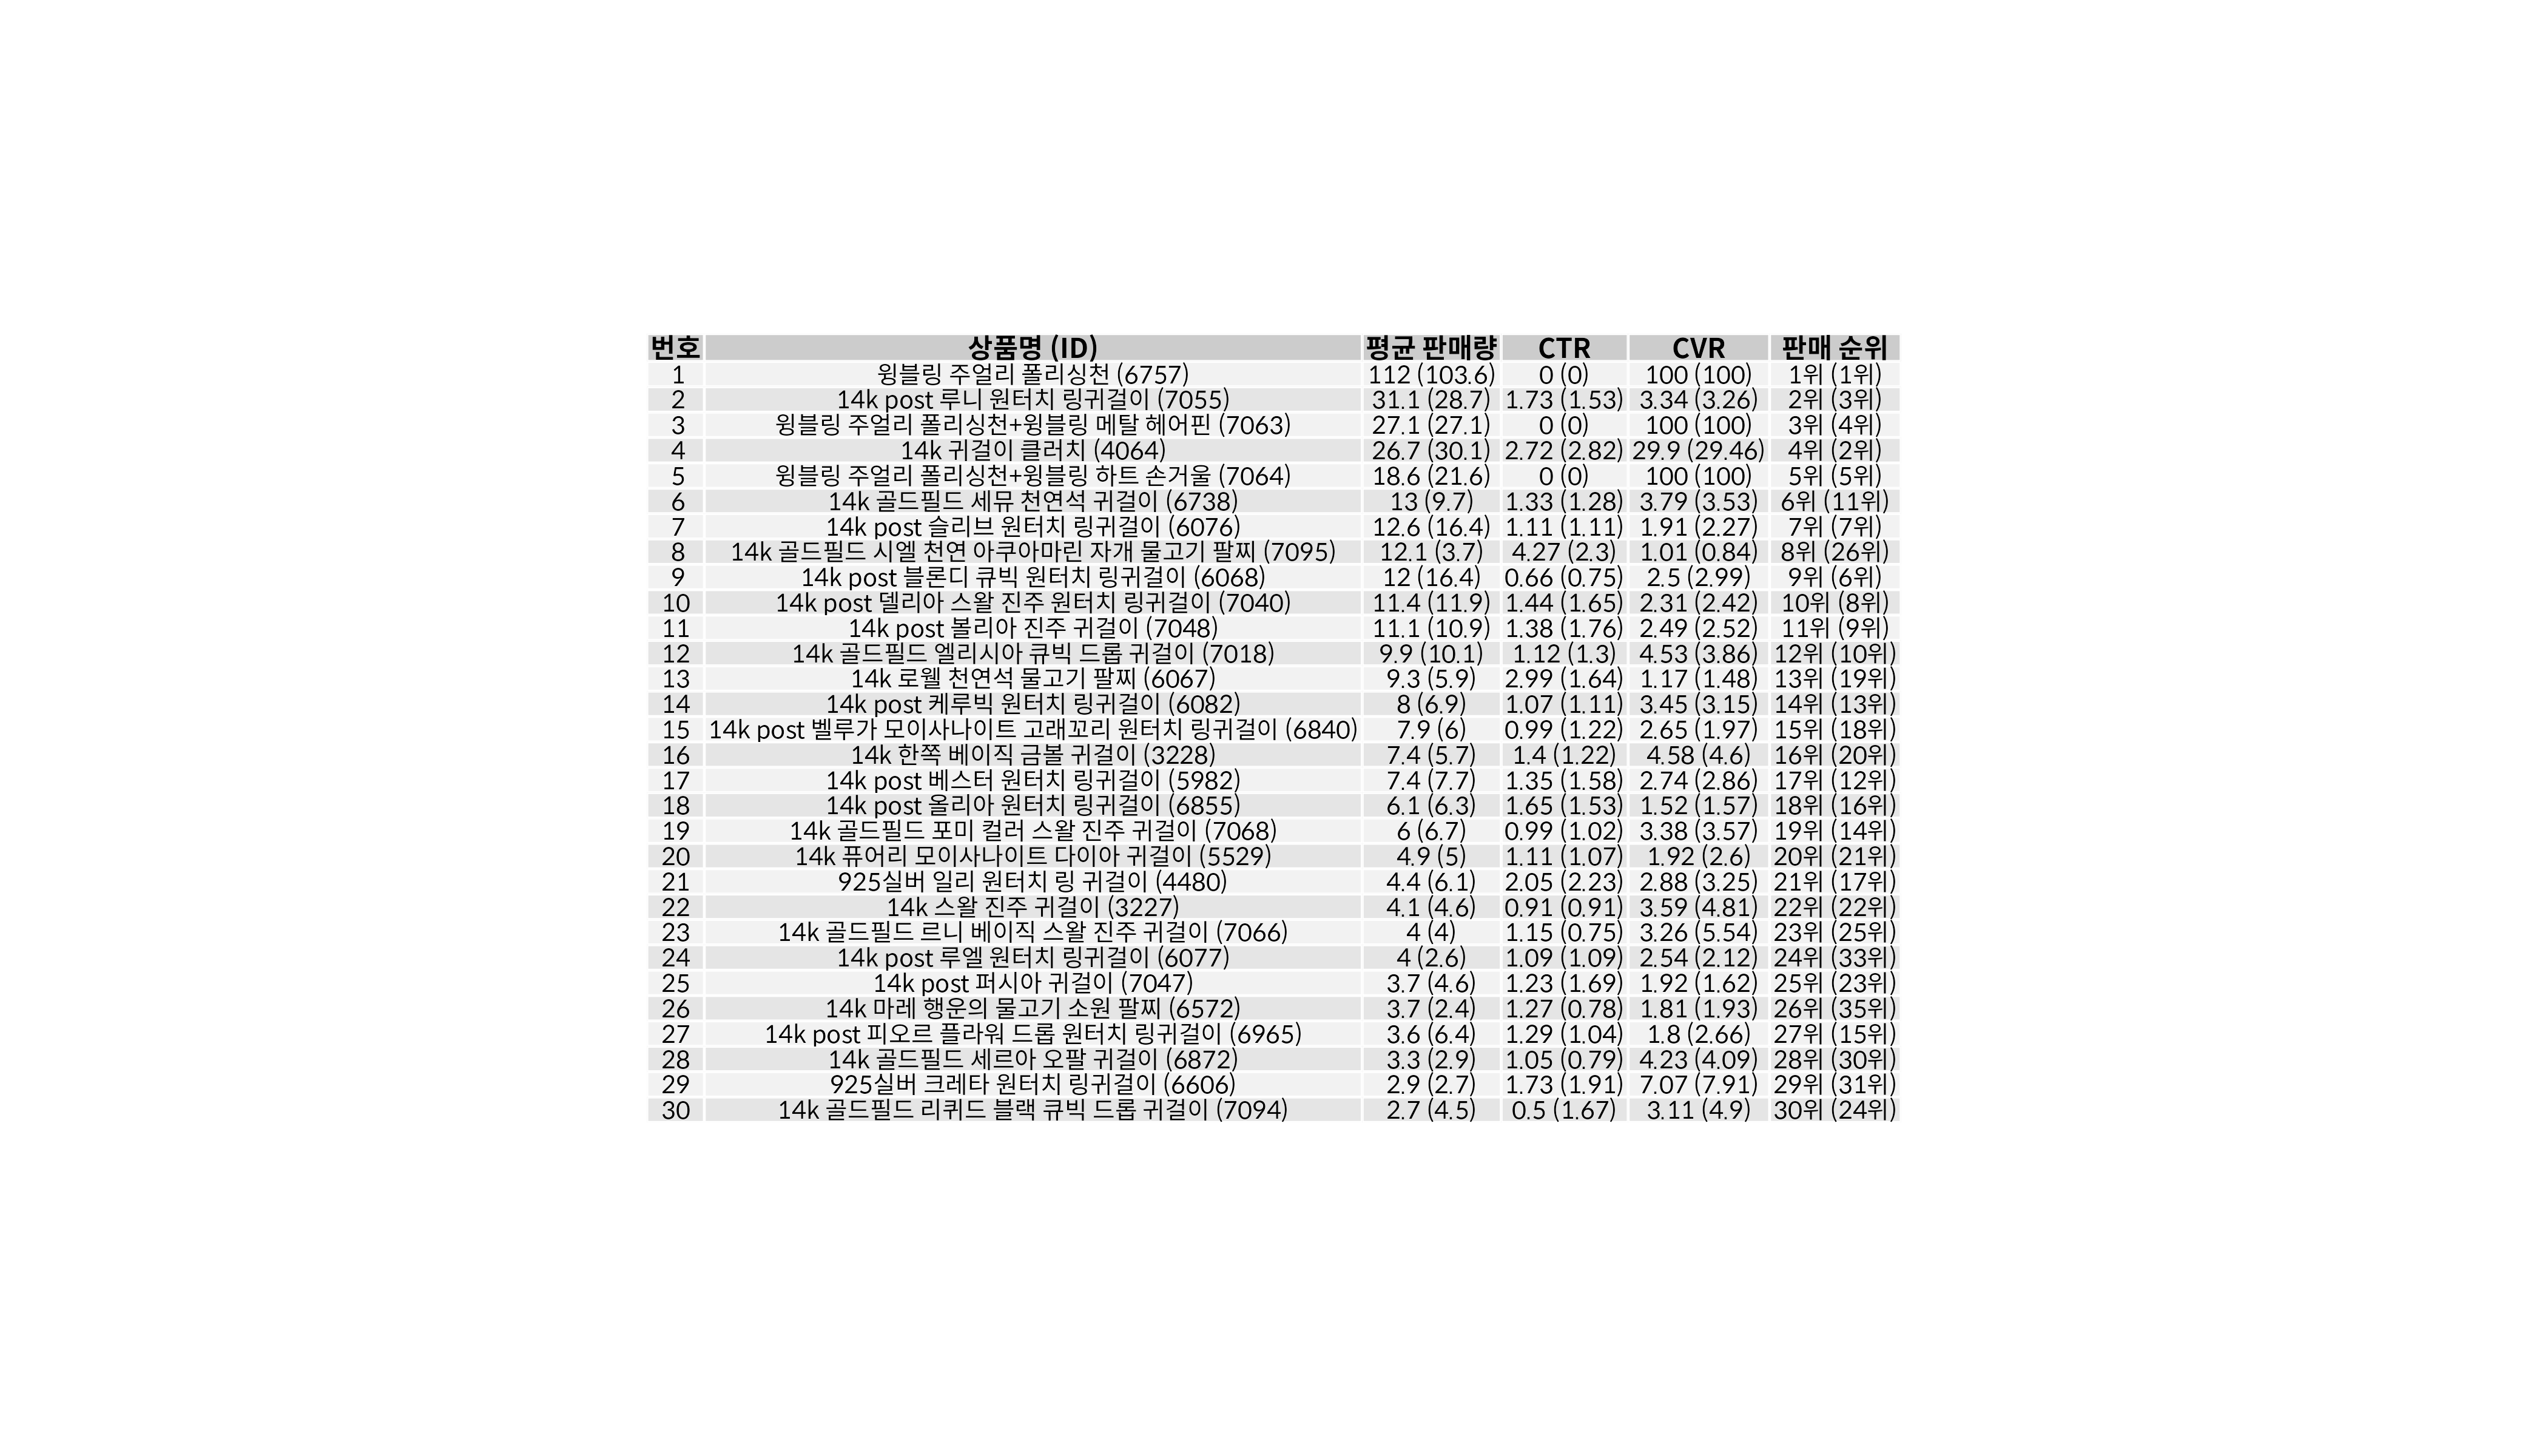 번호 상품명 (ID) 평균 판매량 CTR CVR 판매 순위
1 윙블링 주얼리 폴리싱천 (6757) 112 (103.6) 0 (0) 100 (100) 1위 (1위)
2 14k post 루니 원터치 링귀걸이 (7055) 31.1 (28.7) 1.73 (1.53) 3.34 (3.26) 2위 (3위)
3 윙블링 주얼리 폴리싱천+윙블링 메탈 헤어핀 (7063) 27.1 (27.1) 0 (0) 100 (100) 3위 (4위)
4 14k 귀걸이 클러치 (4064) 26.7 (30.1) 2.72 (2.82) 29.9 (29.46) 4위 (2위)
5 윙블링 주얼리 폴리싱천+윙블링 하트 손거울 (7064) 18.6 (21.6) 0 (0) 100 (100) 5위 (5위)
6 14k 골드필드 세뮤 천연석 귀걸이 (6738) 13 (9.7) 1.33 (1.28) 3.79 (3.53) 6위 (11위)
7 14k post 슬리브 원터치 링귀걸이 (6076) 12.6 (16.4) 1.11 (1.11) 1.91 (2.27) 7위 (7위)
8 14k 골드필드 시엘 천연 아쿠아마린 자개 물고기 팔찌 (7095) 12.1 (3.7) 4.27 (2.3) 1.01 (0.84) 8위 (26위)
9 14k post 블론디 큐빅 원터치 링귀걸이 (6068) 12 (16.4) 0.66 (0.75) 2.5 (2.99) 9위 (6위)
10 14k post 델리아 스왈 진주 원터치 링귀걸이 (7040) 11.4 (11.9) 1.44 (1.65) 2.31 (2.42) 10위 (8위)
11 14k post 볼리아 진주 귀걸이 (7048) 11.1 (10.9) 1.38 (1.76) 2.49 (2.52) 11위 (9위)
12 14k 골드필드 엘리시아 큐빅 드롭 귀걸이 (7018) 9.9 (10.1) 1.12 (1.3) 4.53 (3.86) 12위 (10위)
13 14k 로웰 천연석 물고기 팔찌 (6067) 9.3 (5.9) 2.99 (1.64) 1.17 (1.48) 13위 (19위)
14 14k post 케루빅 원터치 링귀걸이 (6082) 8 (6.9) 1.07 (1.11) 3.45 (3.15) 14위 (13위)
15 14k post 벨루가 모이사나이트 고래꼬리 원터치 링귀걸이 (6840) 7.9 (6) 0.99 (1.22) 2.65 (1.97) 15위 (18위)
16 14k 한쪽 베이직 금볼 귀걸이 (3228) 7.4 (5.7) 1.4 (1.22) 4.58 (4.6) 16위 (20위)
17 14k post 베스터 원터치 링귀걸이 (5982) 7.4 (7.7) 1.35 (1.58) 2.74 (2.86) 17위 (12위)
18 14k post 올리아 원터치 링귀걸이 (6855) 6.1 (6.3) 1.65 (1.53) 1.52 (1.57) 18위 (16위)
19 14k 골드필드 포미 컬러 스왈 진주 귀걸이 (7068) 6 (6.7) 0.99 (1.02) 3.38 (3.57) 19위 (14위)
20 14k 퓨어리 모이사나이트 다이아 귀걸이 (5529) 4.9 (5) 1.11 (1.07) 1.92 (2.6) 20위 (21위)
21 925실버 일리 원터치 링 귀걸이 (4480) 4.4 (6.1) 2.05 (2.23) 2.88 (3.25) 21위 (17위)
22 14k 스왈 진주 귀걸이 (3227) 4.1 (4.6) 0.91 (0.91) 3.59 (4.81) 22위 (22위)
23 14k 골드필드 르니 베이직 스왈 진주 귀걸이 (7066) 4 (4) 1.15 (0.75) 3.26 (5.54) 23위 (25위)
24 14k post 루엘 원터치 링귀걸이 (6077) 4 (2.6) 1.09 (1.09) 2.54 (2.12) 24위 (33위)
25 14k post 퍼시아 귀걸이 (7047) 3.7 (4.6) 1.23 (1.69) 1.92 (1.62) 25위 (23위)
26 14k 마레 행운의 물고기 소원 팔찌 (6572) 3.7 (2.4) 1.27 (0.78) 1.81 (1.93) 26위 (35위)
27 14k post 피오르 플라워 드롭 원터치 링귀걸이 (6965) 3.6 (6.4) 1.29 (1.04) 1.8 (2.66) 27위 (15위)
28 14k 골드필드 세르아 오팔 귀걸이 (6872) 3.3 (2.9) 1.05 (0.79) 4.23 (4.09) 28위 (30위)
29 925실버 크레타 원터치 링귀걸이 (6606) 2.9 (2.7) 1.73 (1.91) 7.07 (7.91) 29위 (31위)
30 14k 골드필드 리퀴드 블랙 큐빅 드롭 귀걸이 (7094) 2.7 (4.5) 0.5 (1.67) 3.11 (4.9) 30위 (24위)